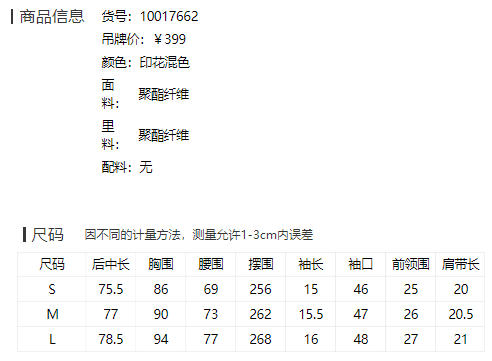 商品信息
货号：10017662
吊牌价：￥399
颜色：印花混色
面料：聚酯纤维
里料：聚酯纤维
配料：无
尺码 因不同的计量方法，测量允许1-3cm内误差
尺码 后中长 胸围 腰围 摆围 袖长 袖口 前领围 肩带长
S 75.5 86 69 256 15 46 25 20
M 77 90 73 262 15.5 47 26 20.5
L 78.5 94 77 268 16 48 27 21